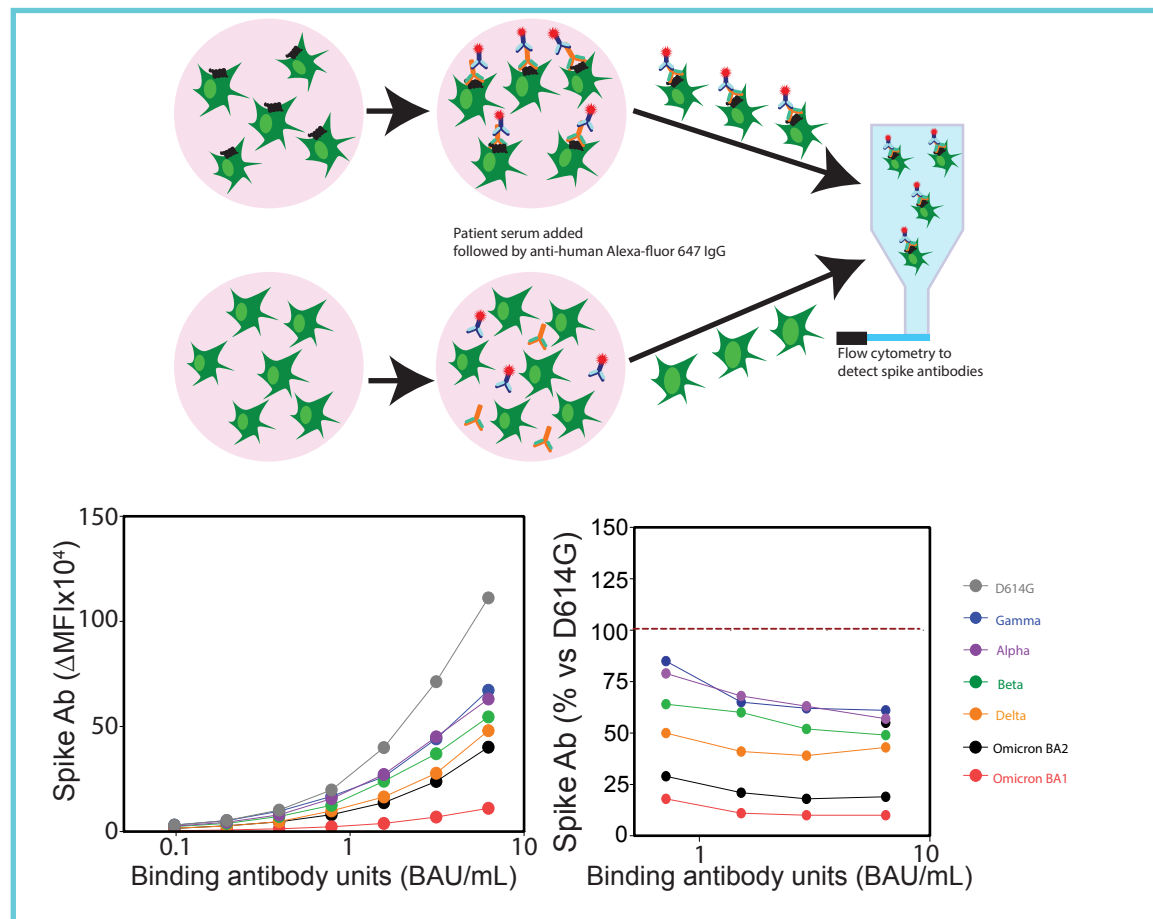 Patient serum added
followed by anti-human Alexa-fluor 647 IgG
Flow cytometry to
detect spike antibodies
150
100
50
0
Spike Ab (ΔMFIx10⁴)
0.1
1
10
Binding antibody units (BAU/mL)
150
125
100
75
50
25
0
Spike Ab (% vs D614G)
1
10
Binding antibody units (BAU/mL)
D614G
Gamma
Alpha
Beta
Delta
Omicron BA2
Omicron BA1